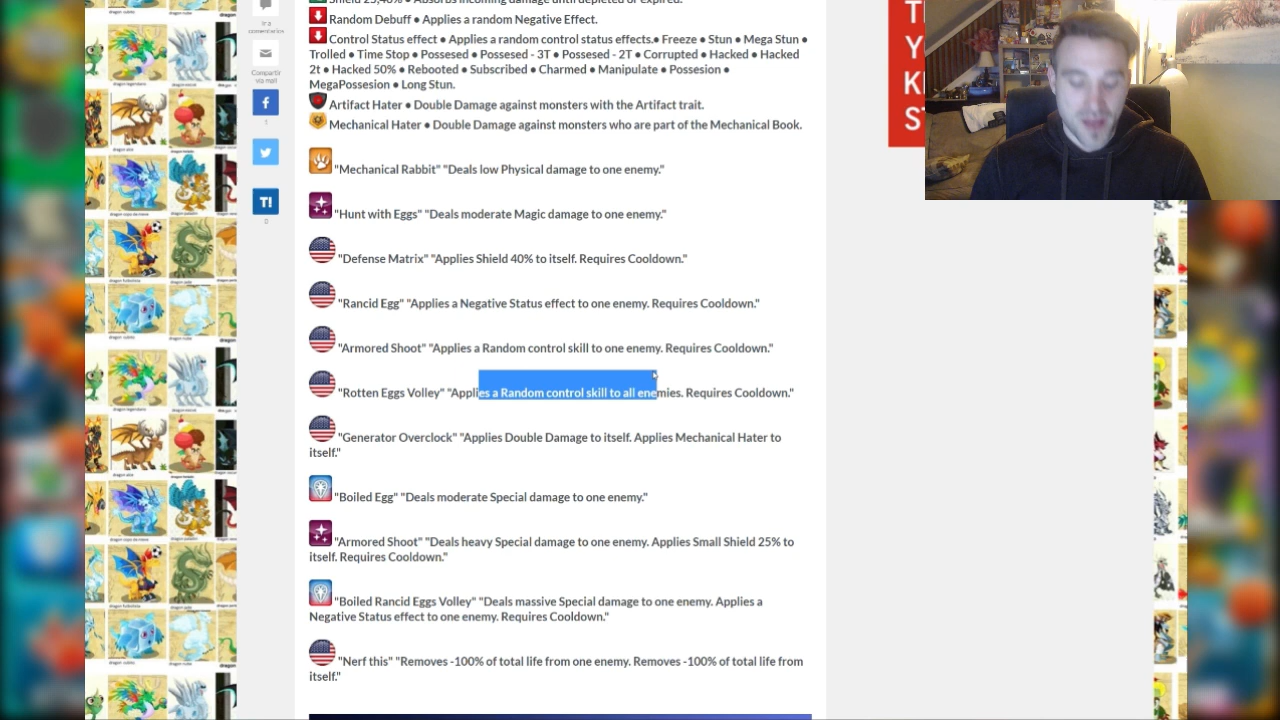 Ir a
comentarios
Compartir
via mail
1
0
Random Debuff • Applies a random Negative Effect.
Control Status effect • Applies a random control status effects.• Freeze • Stun • Mega Stun •
Trolled • Time Stop • Possesed • Possesed - 3T • Possesed - 2T • Corrupted • Hacked • Hacked
2t • Hacked 50% • Rebooted • Subscribed • Charmed • Manipulate • Possesion •
MegaPossesion • Long Stun.
Artifact Hater • Double Damage against monsters with the Artifact trait.
Mechanical Hater • Double Damage against monsters who are part of the Mechanical Book.
"Mechanical Rabbit" "Deals low Physical damage to one enemy."
"Hunt with Eggs" "Deals moderate Magic damage to one enemy."
"Defense Matrix" "Applies Shield 40% to itself. Requires Cooldown."
"Rancid Egg" "Applies a Negative Status effect to one enemy. Requires Cooldown."
"Armored Shoot" "Applies a Random control skill to one enemy. Requires Cooldown."
"Rotten Eggs Volley" "Applies a Random control skill to all enemies. Requires Cooldown."
"Generator Overclock" "Applies Double Damage to itself. Applies Mechanical Hater to
itself."
"Boiled Egg" "Deals moderate Special damage to one enemy."
"Armored Shoot" "Deals heavy Special damage to one enemy. Applies Small Shield 25% to
itself. Requires Cooldown."
"Boiled Rancid Eggs Volley" "Deals massive Special damage to one enemy. Applies a
Negative Status effect to one enemy. Requires Cooldown."
"Nerf this" "Removes -100% of total life from one enemy. Removes -100% of total life from
itself."
T
Y
K
S